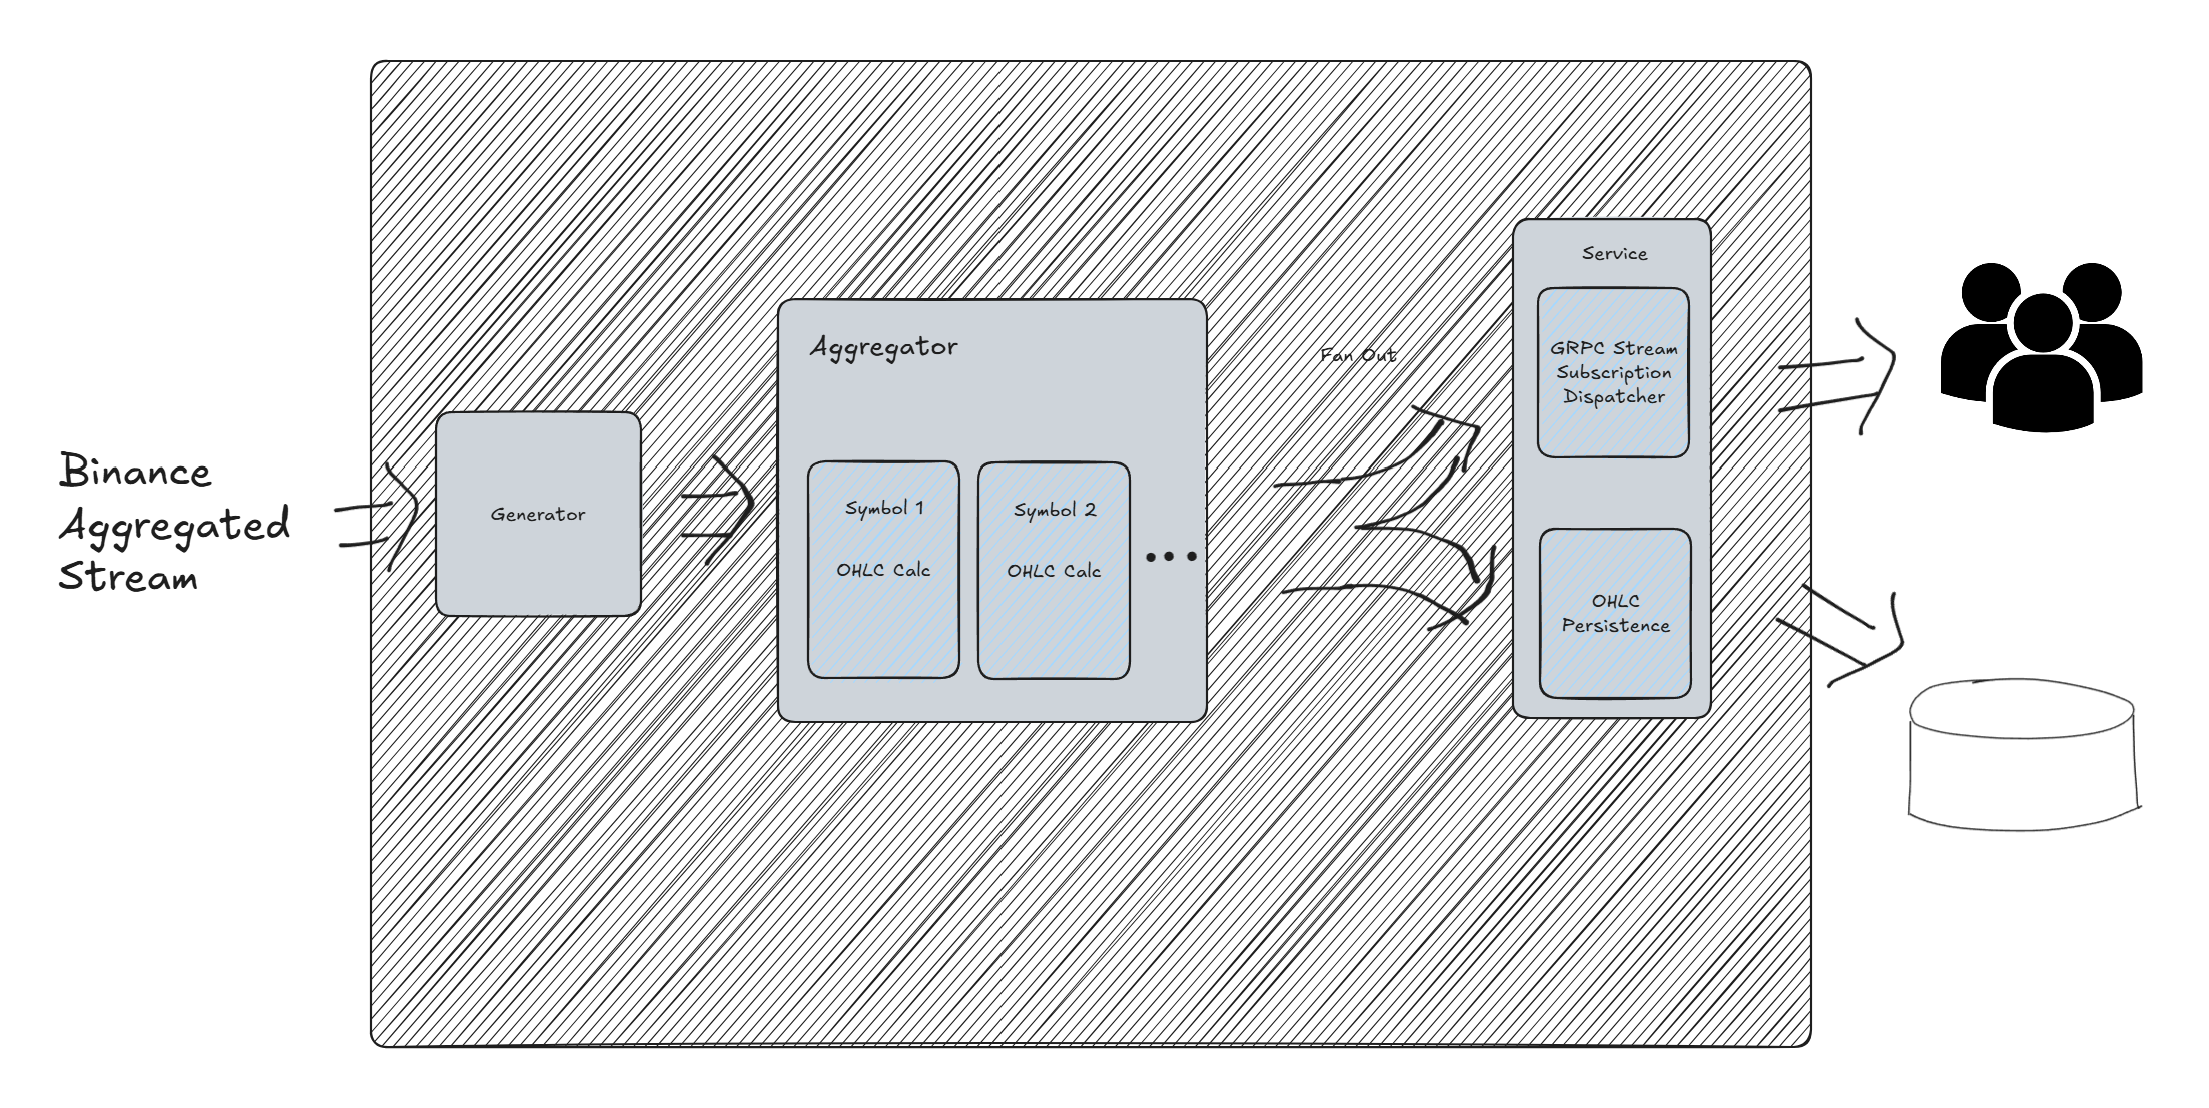 Binance
Aggregated
Stream
Generator
Aggregator
Symbol 1
OHLC Calc
Symbol 2
OHLC Calc
Fan Out
Service
GRPC Stream
Subscription
Dispatcher
OHLC
Persistence